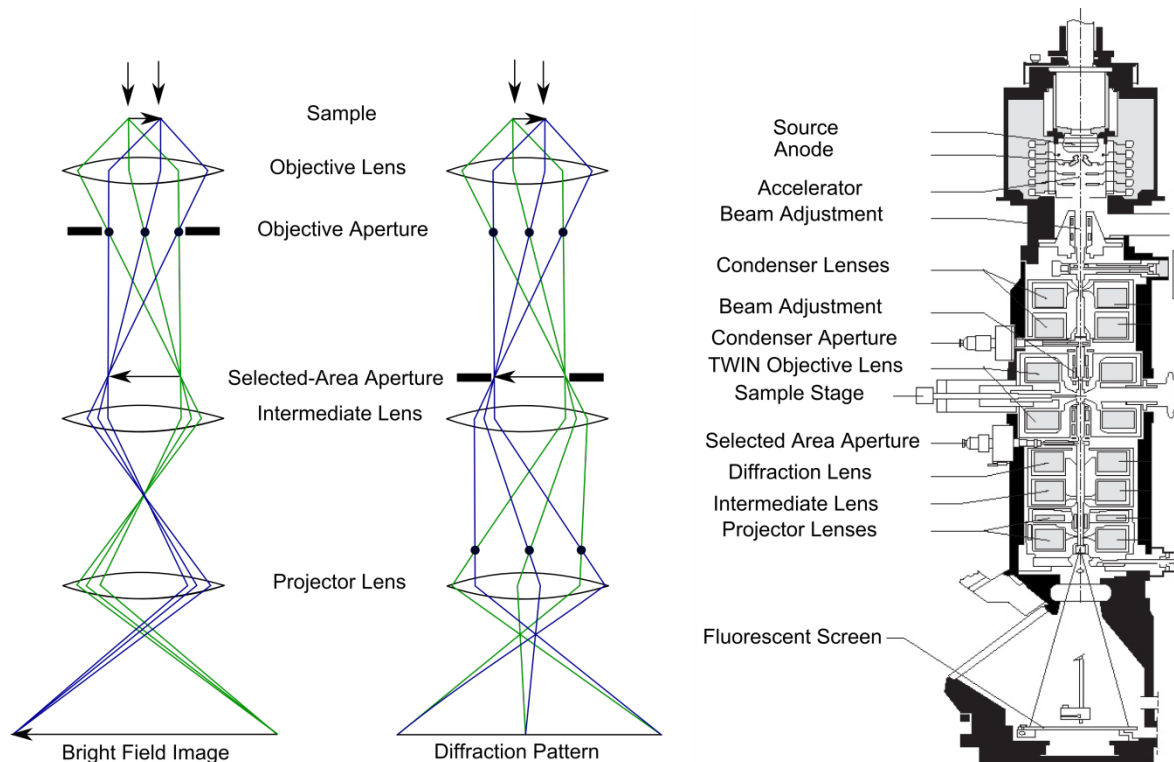 Sample
Objective Lens
Objective Aperture
Selected-Area Aperture
Intermediate Lens
Projector Lens
Bright Field Image
Diffraction Pattern
Source
Anode
Accelerator
Beam Adjustment
Condenser Lenses
Beam Adjustment
Condenser Aperture
TWIN Objective Lens
Sample Stage
Selected Area Aperture
Diffraction Lens
Intermediate Lens
Projector Lenses
Fluorescent Screen